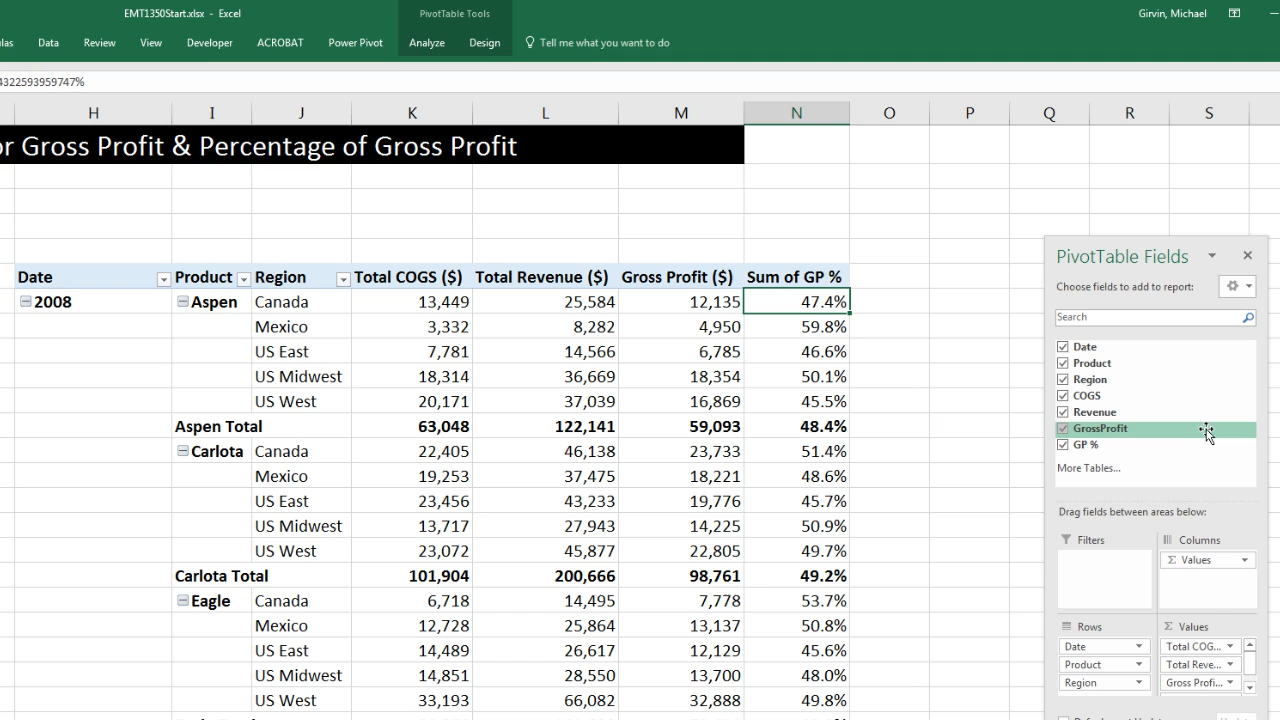 EMT1350Start.xlsx - Excel
PivotTable Tools
Girvin, Michael
ulas Data Review View Developer ACROBAT Power Pivot Analyze Design Tell me what you want to do
43225939597​47%
H I J K L M N O P Q R S
or Gross Profit & Percentage of Gross Profit
Date Product Region Total COGS ($) Total Revenue ($) Gross Profit ($) Sum of GP %
2008 Aspen Canada 13,449 25,584 12,135 47.4%
Mexico 3,332 8,282 4,950 59.8%
US East 7,781 14,566 6,785 46.6%
US Midwest 18,314 36,669 18,354 50.1%
US West 20,171 37,039 16,869 45.5%
Aspen Total 63,048 122,141 59,093 48.4%
Carlota Canada 22,405 46,138 23,733 51.4%
Mexico 19,253 37,475 18,221 48.6%
US East 23,456 43,233 19,776 45.7%
US Midwest 13,717 27,943 14,225 50.9%
US West 23,072 45,877 22,805 49.7%
Carlota Total 101,904 200,666 98,761 49.2%
Eagle Canada 6,718 14,495 7,778 53.7%
Mexico 12,728 25,864 13,137 50.8%
US East 14,489 26,617 12,129 45.6%
US Midwest 14,851 28,550 13,700 48.0%
US West 33,193 66,082 32,888 49.8%
PivotTable Fields
Choose fields to add to report:
Search
Date
Product
Region
COGS
Revenue
GrossProfit
GP %
More Tables...
Drag fields between areas below:
Filters Columns
Σ Values
Rows Σ Values
Date Total COG...
Product Total Reve...
Region Gross Profi...